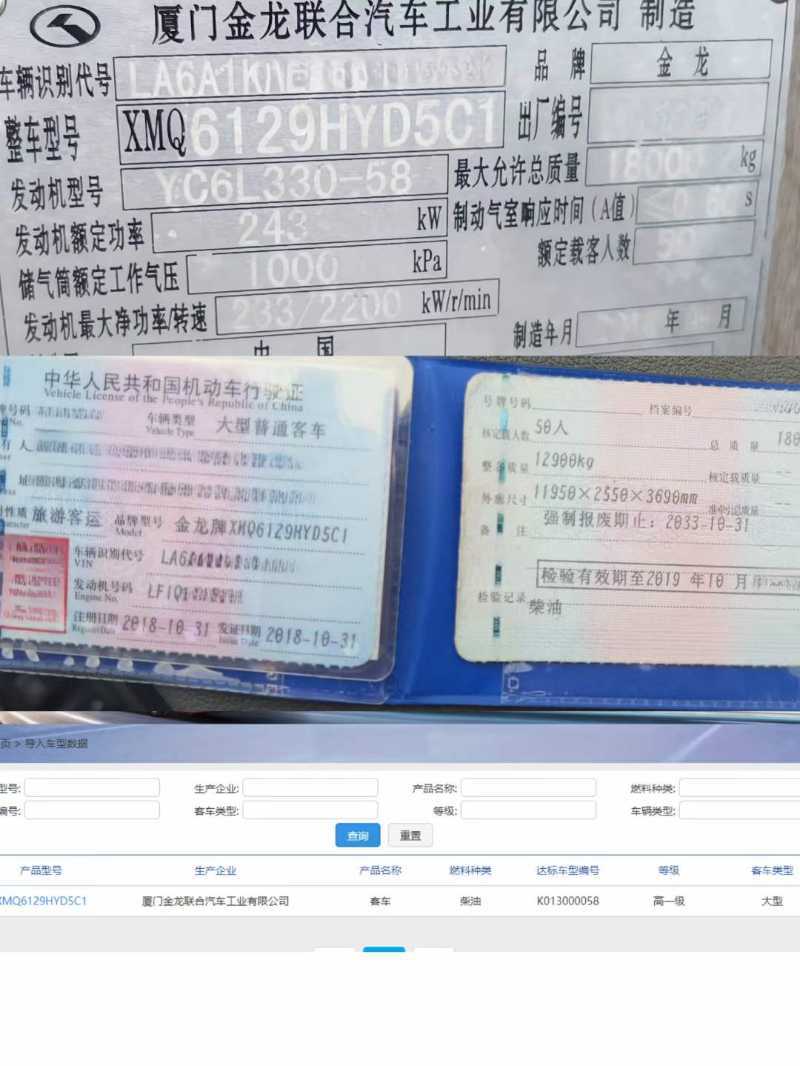 厦门金龙联合汽车工业有限公司 制造
车辆识别代号 LA6A1K
品牌 金龙
整车型号 XMQ6129HYD5C1
出厂编号
发动机型号 YC6L330-58
最大允许总质量 18000 kg
发动机额定功率 243 kW
制动气室响应时间(A值) s
储气筒额定工作气压 1000 kPa
额定载客人数 50
发动机最大净功率/转速 233/2200 kW/r/min
制造年月 年 月
中 国
中华人民共和国机动车行驶证
Vehicle License of the People's Republic of China
号码
No.
车辆类型 大型普通客车
Vehicle Type
有人
性质 旅游客运
品牌型号 金龙牌XMQ6129HYD5C1
Model
车辆识别代号 LA6A
VIN
发动机号码 LF1Q
Engine No.
注册日期 2018-10-31 发证日期 2018-10-31
Register Date Issue Date
号牌号码 档案编号
核定载人数 50人 总质量 180
整备质量 12900kg 核定载质量 --
外廓尺寸 11950×2550×3690mm 准牵引总质量 --
备注 强制报废期止: 2033-10-31
检验有效期至2019 年10 月
检验记录
柴油
页 > 导入车型数据
型号: 生产企业: 产品名称: 燃料种类:
编号: 客车类型: 等级: 车辆类型:
查询 重置
产品型号 生产企业 产品名称 燃料种类 达标车型编号 等级 客车类型
XMQ6129HYD5C1 厦门金龙联合汽车工业有限公司 客车 柴油 K013000058 高一级 大型